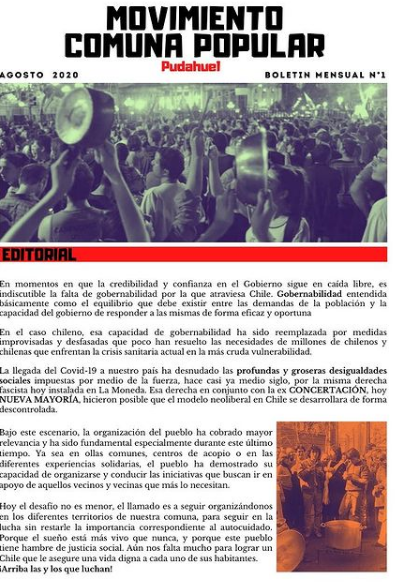 MOVIMIENTO
COMUNA POPULAR
Pudahuel
AGOSTO 2020 BOLETIN MENSUAL N°1
EDITORIAL
En momentos en que la credibilidad y confianza en el Gobierno sigue en caída libre, es
indiscutible la falta de gobernabilidad por la que atraviesa Chile. Gobernabilidad entendida
básicamente como el equilibrio que debe existir entre las demandas de la población y la
capacidad del gobierno de responder a las mismas de forma eficaz y oportuna
En el caso chileno, esa capacidad de gobernabilidad ha sido reemplazada por medidas
improvisadas y desfasadas que poco han resuelto las necesidades de millones de chilenos y
chilenas que enfrentan la crisis sanitaria actual en la más cruda vulnerabilidad.
La llegada del Covid-19 a nuestro país ha desnudado las profundas y groseras desigualdades
sociales impuestas por medio de la fuerza, hace casi ya medio siglo, por la misma derecha
fascista hoy instalada en La Moneda. Esa derecha en conjunto con la ex CONCERTACIÓN, hoy
NUEVA MAYORÍA, hicieron posible que el modelo neoliberal en Chile se desarrollara de forma
descontrolada.
Bajo este escenario, la organización del pueblo ha cobrado mayor
relevancia y ha sido fundamental especialmente durante este último
tiempo. Ya sea en ollas comunes, centros de acopio o en las
diferentes experiencias solidarias, el pueblo ha demostrado su
capacidad de organizarse y conducir las iniciativas que buscan ir en
apoyo de aquellos vecinos y vecinas que más lo necesitan.
Hoy el desafío no es menor, el llamado es a seguir organizándonos
en los diferentes territorios de nuestra comuna, para seguir en la
lucha sin restarle la importancia correspondiente al autocuidado.
Porque el sueño está más vivo que nunca, y porque este pueblo
tiene hambre de justicia social. Aún nos falta mucho para lograr un
Chile que le asegure una vida digna a cada uno de sus habitantes.
¡Arriba las y los que luchan!